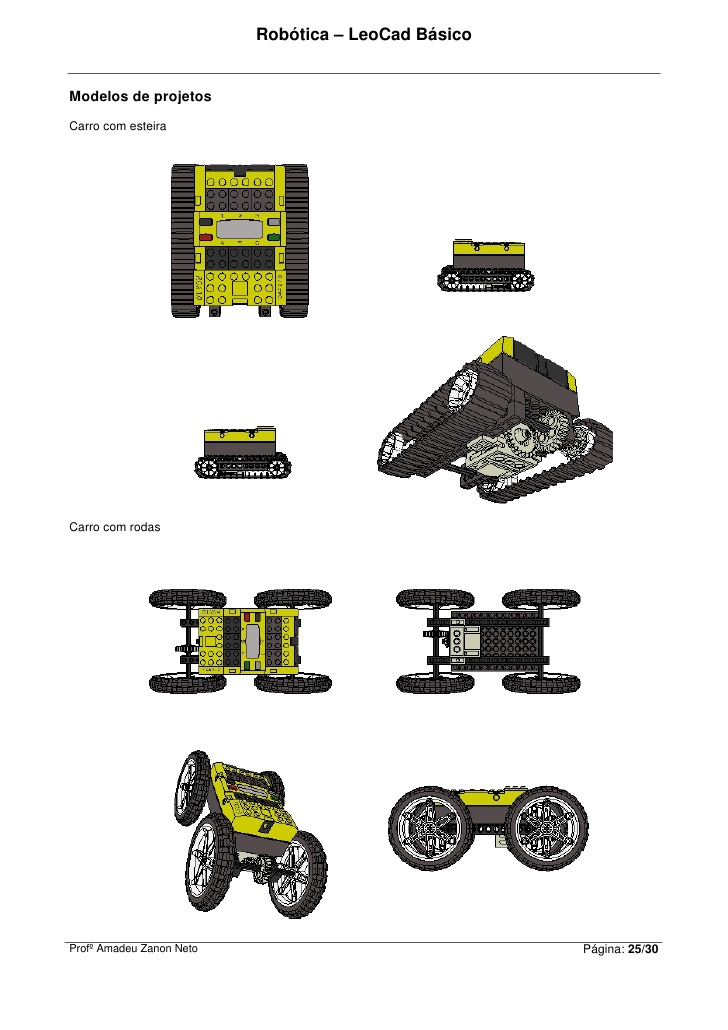 Robótica – LeoCad Básico
Modelos de projetos
Carro com esteira
Carro com rodas
Profº Amadeu Zanon Neto
Página: 25/30